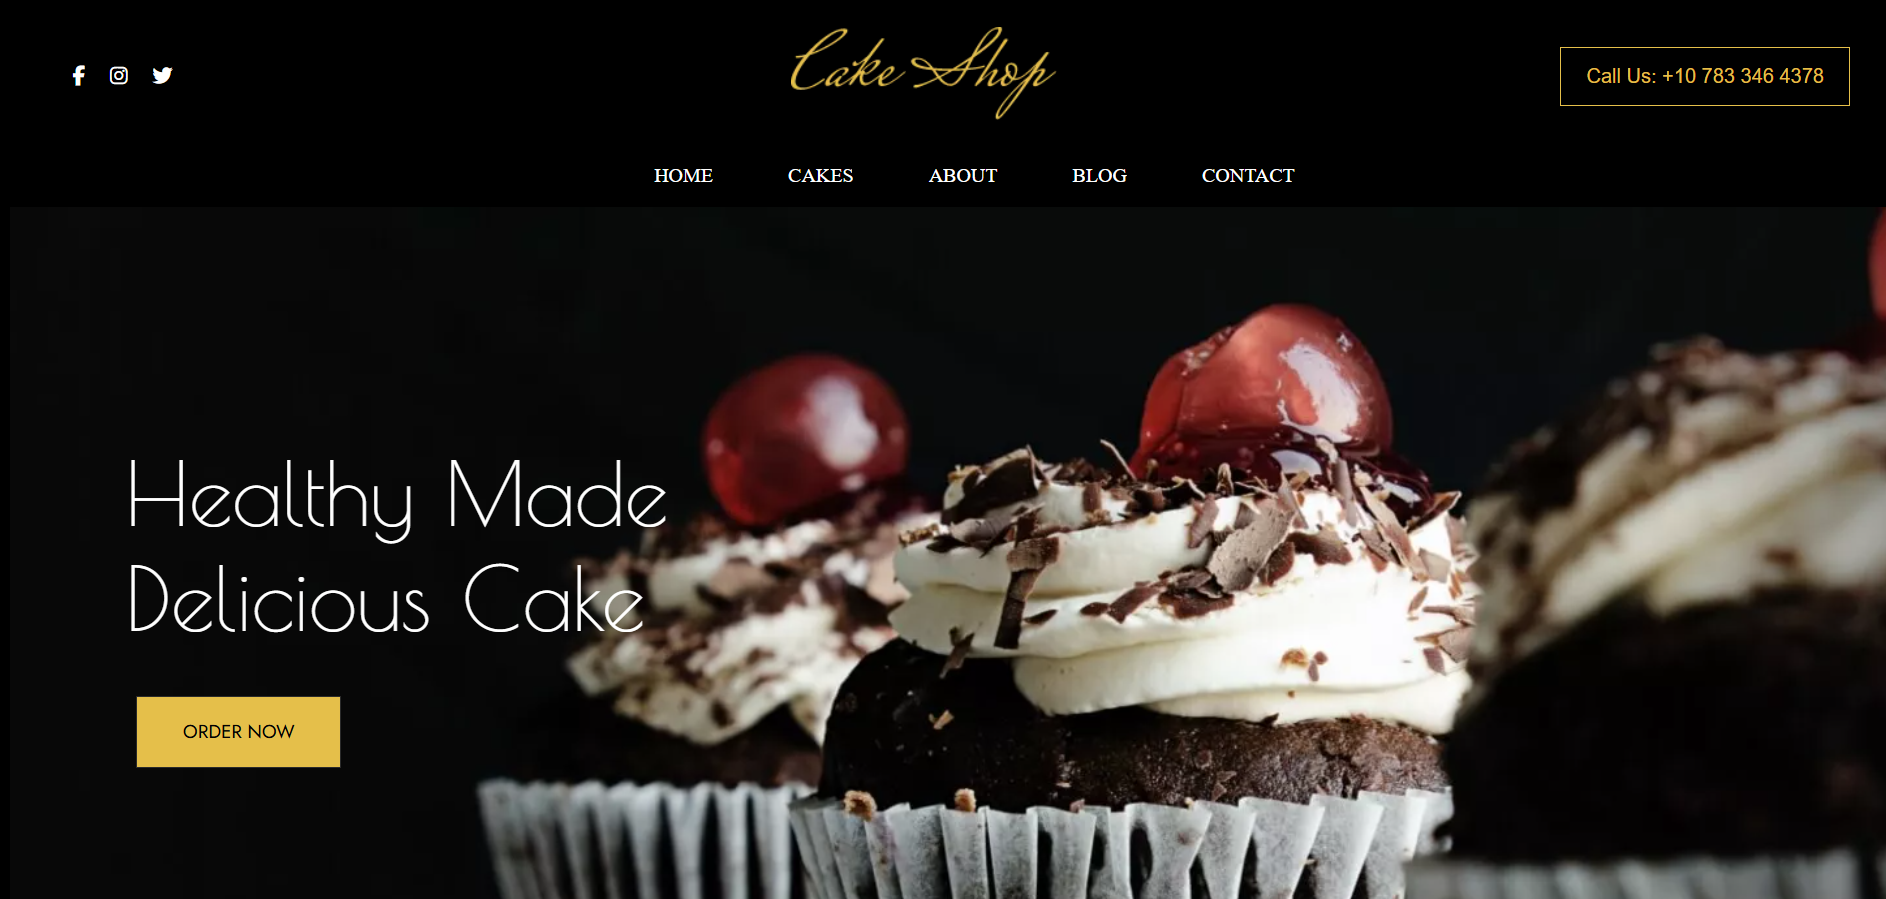 Cake Shop
Call Us: +10 783 346 4378
HOME CAKES ABOUT BLOG CONTACT
Healthy Made
Delicious Cake
ORDER NOW